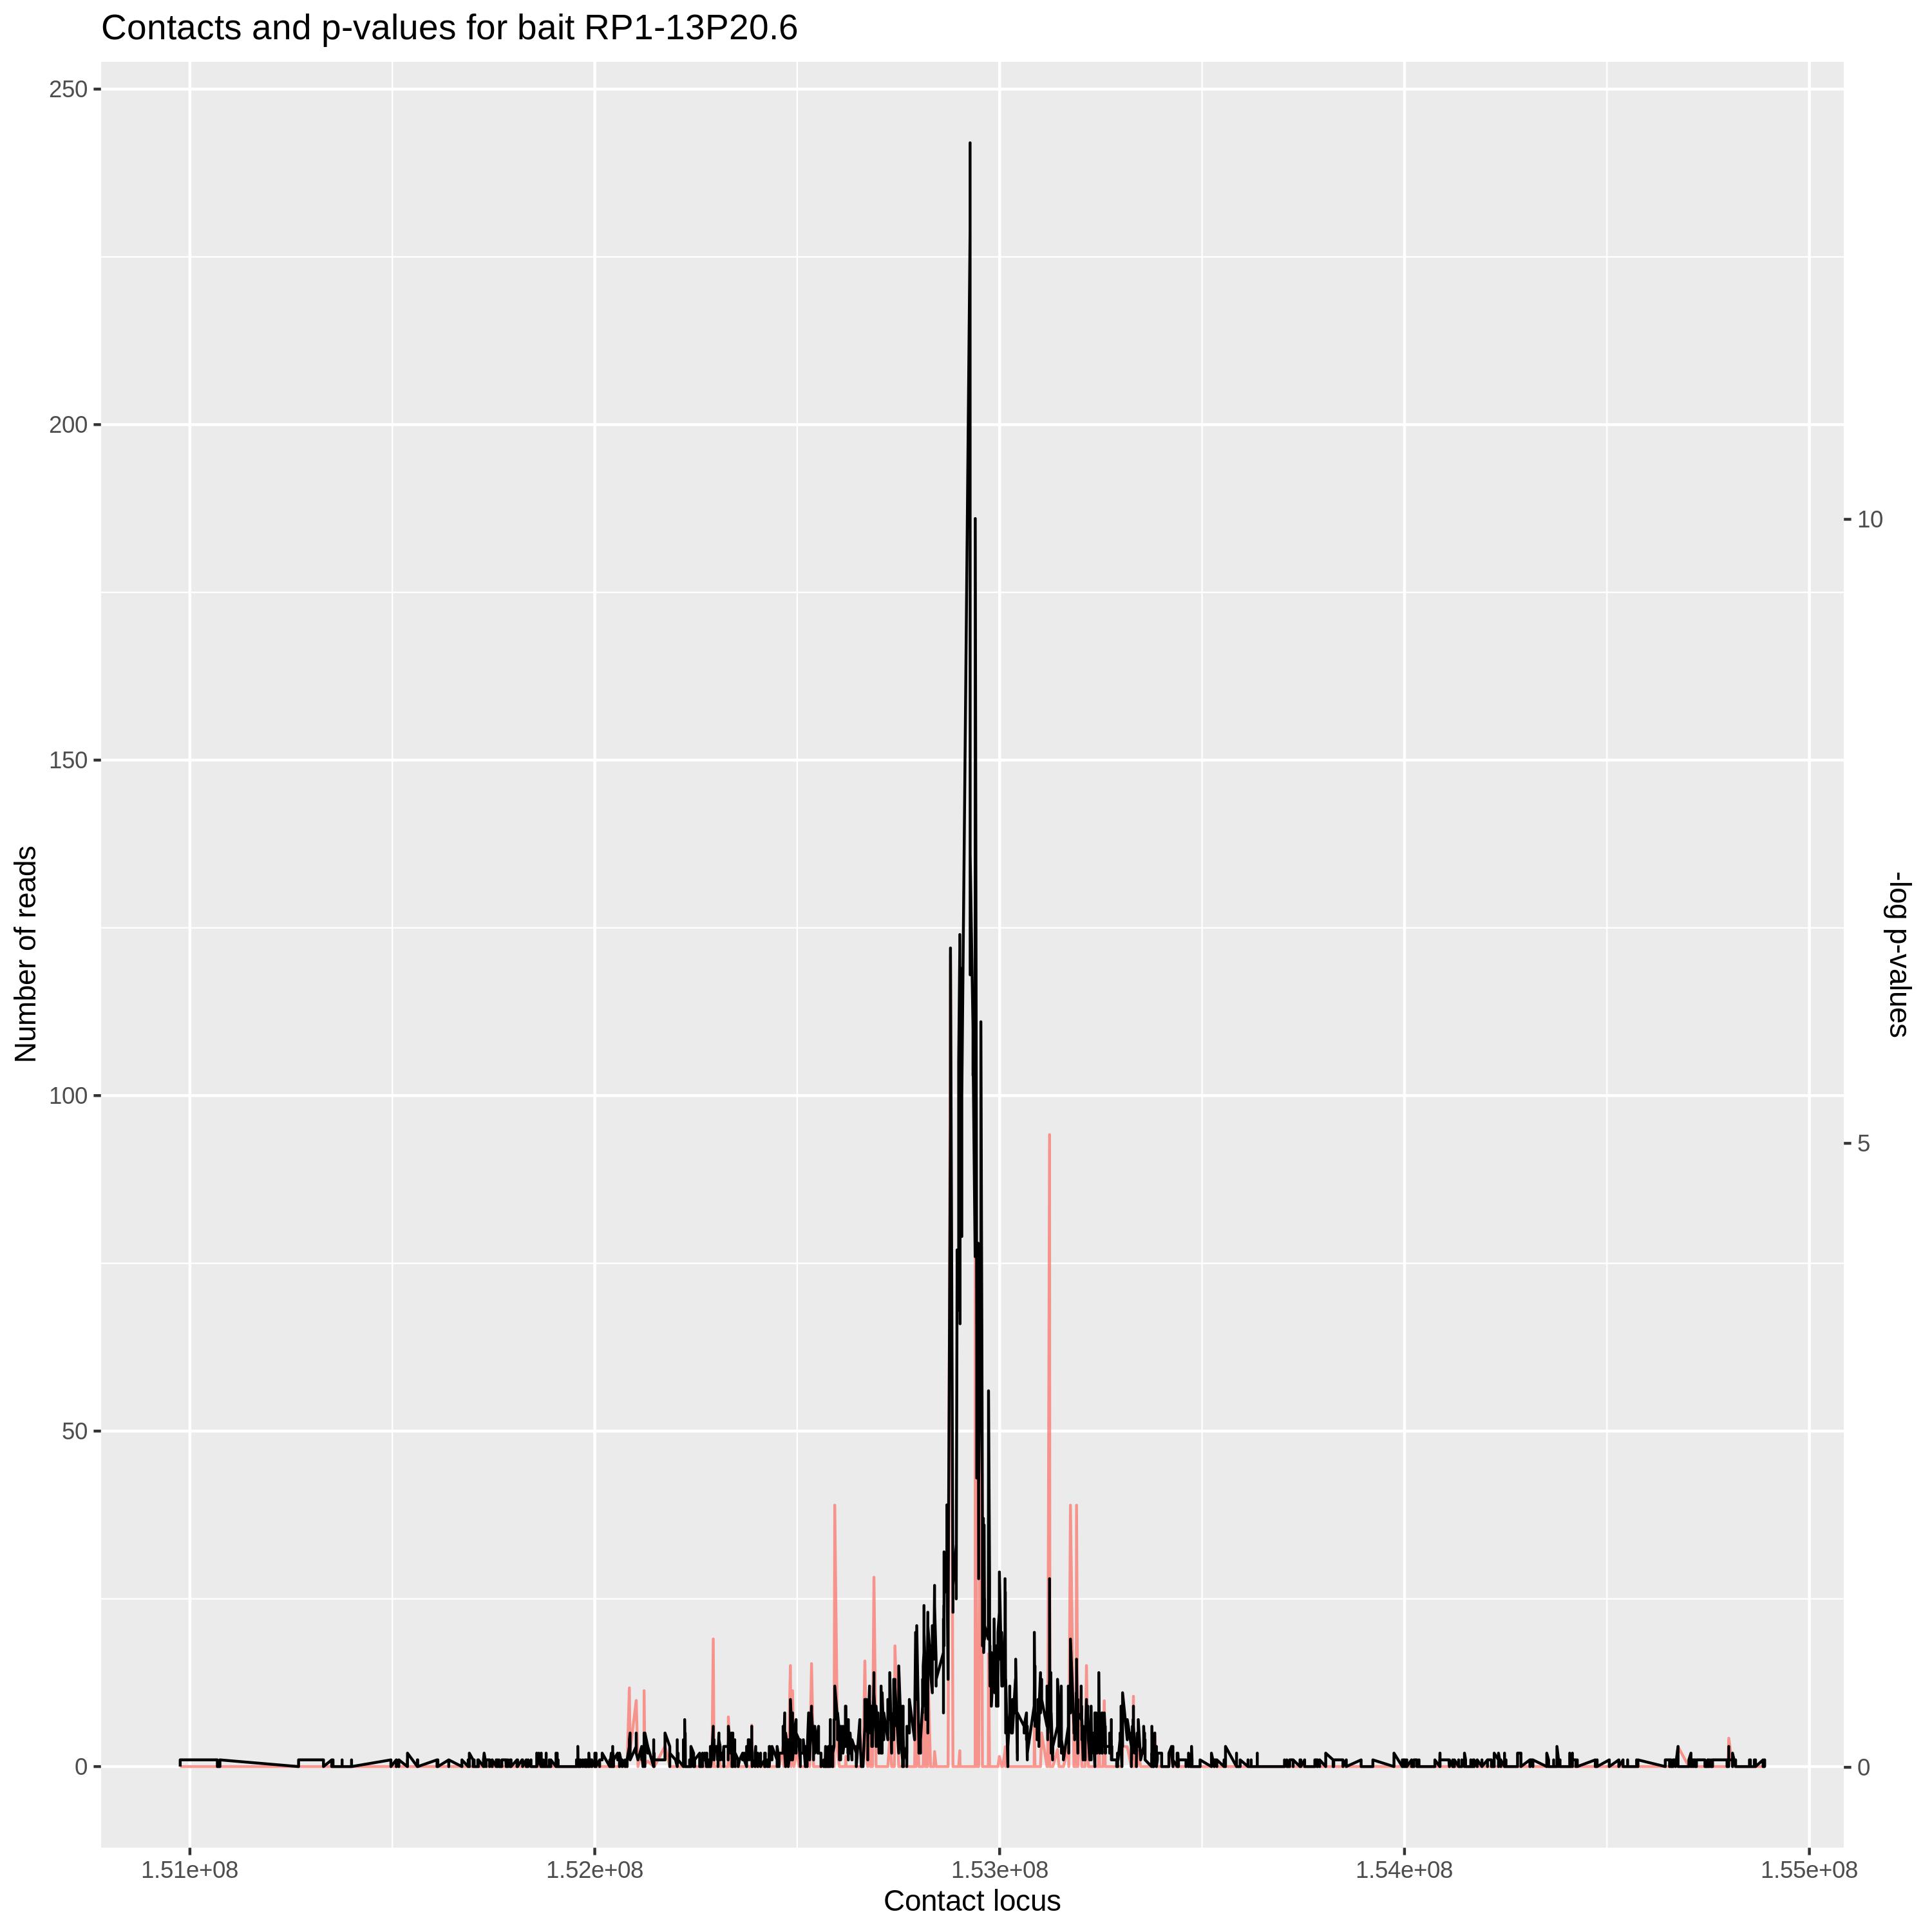 Contacts and p-values for bait RP1-13P20.6
250
200
150
100
50
0
Number of reads
10
5
0
-log p-values
1.51e+08
1.52e+08
1.53e+08
1.54e+08
1.55e+08
Contact locus